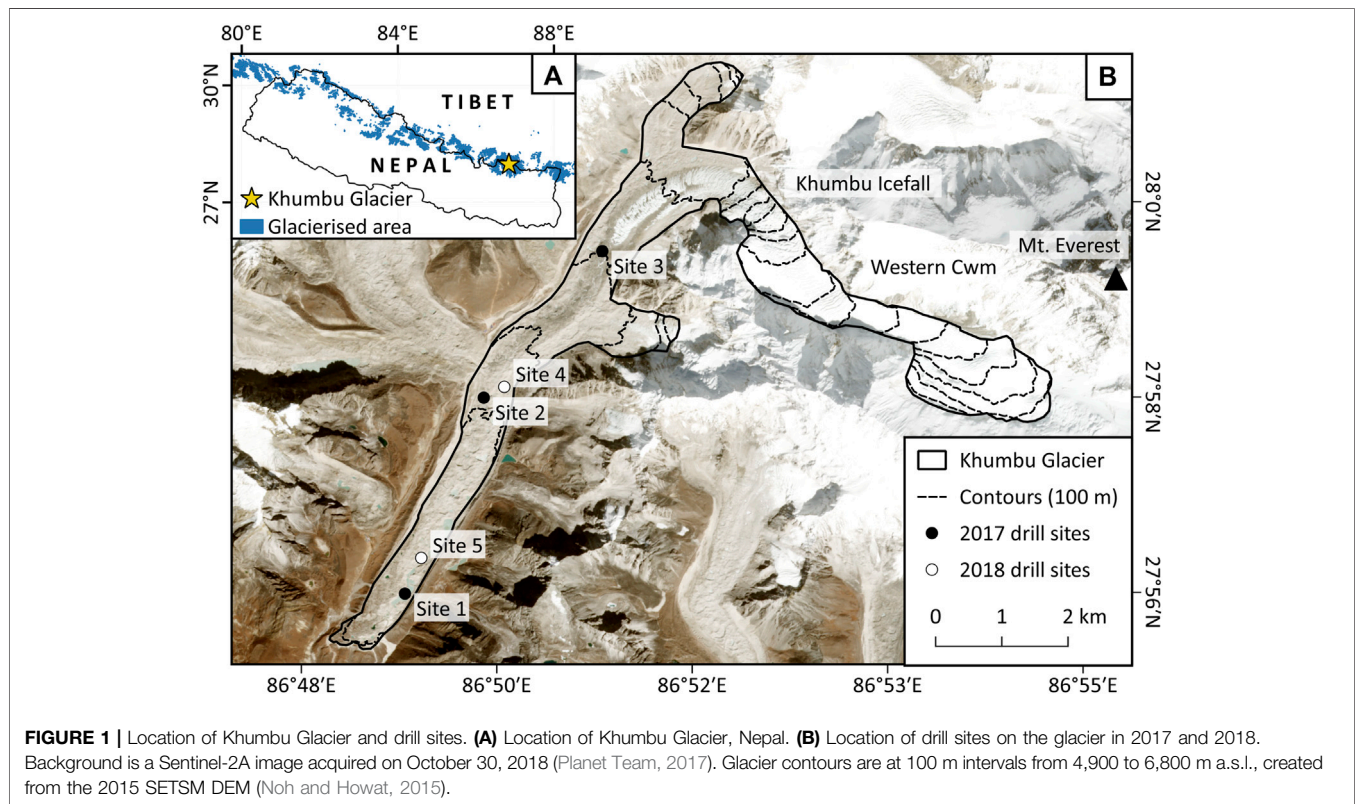 80°E 84°E 88°E
30°N
27°N
A
TIBET
NEPAL
Khumbu Glacier
Glacierised area
B
Khumbu Icefall
28°0′N
Mt. Everest
Western Cwm
Site 3
Site 4
Site 2
27°58′N
Site 5
Site 1
Khumbu Glacier
Contours (100 m)
2017 drill sites
2018 drill sites
0 1 2 km
27°56′N
86°48′E 86°50′E 86°52′E 86°53′E 86°55′E
FIGURE 1 | Location of Khumbu Glacier and drill sites. (A) Location of Khumbu Glacier, Nepal. (B) Location of drill sites on the glacier in 2017 and 2018.
Background is a Sentinel-2A image acquired on October 30, 2018 (Planet Team, 2017). Glacier contours are at 100 m intervals from 4,900 to 6,800 m a.s.l., created
from the 2015 SETSM DEM (Noh and Howat, 2015).